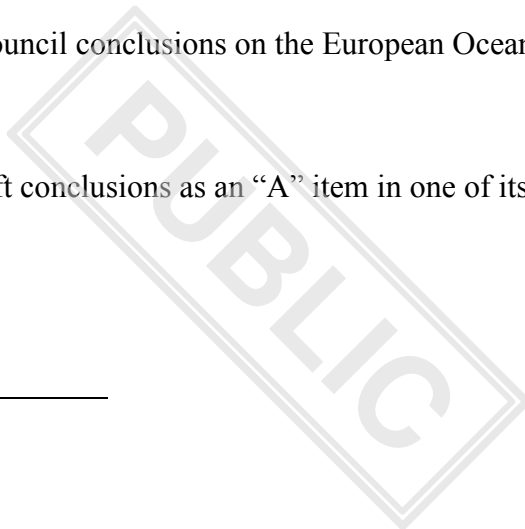 ouncil conclusions on the European Ocean
ft conclusions as an “A” item in one of its
PUBLIC